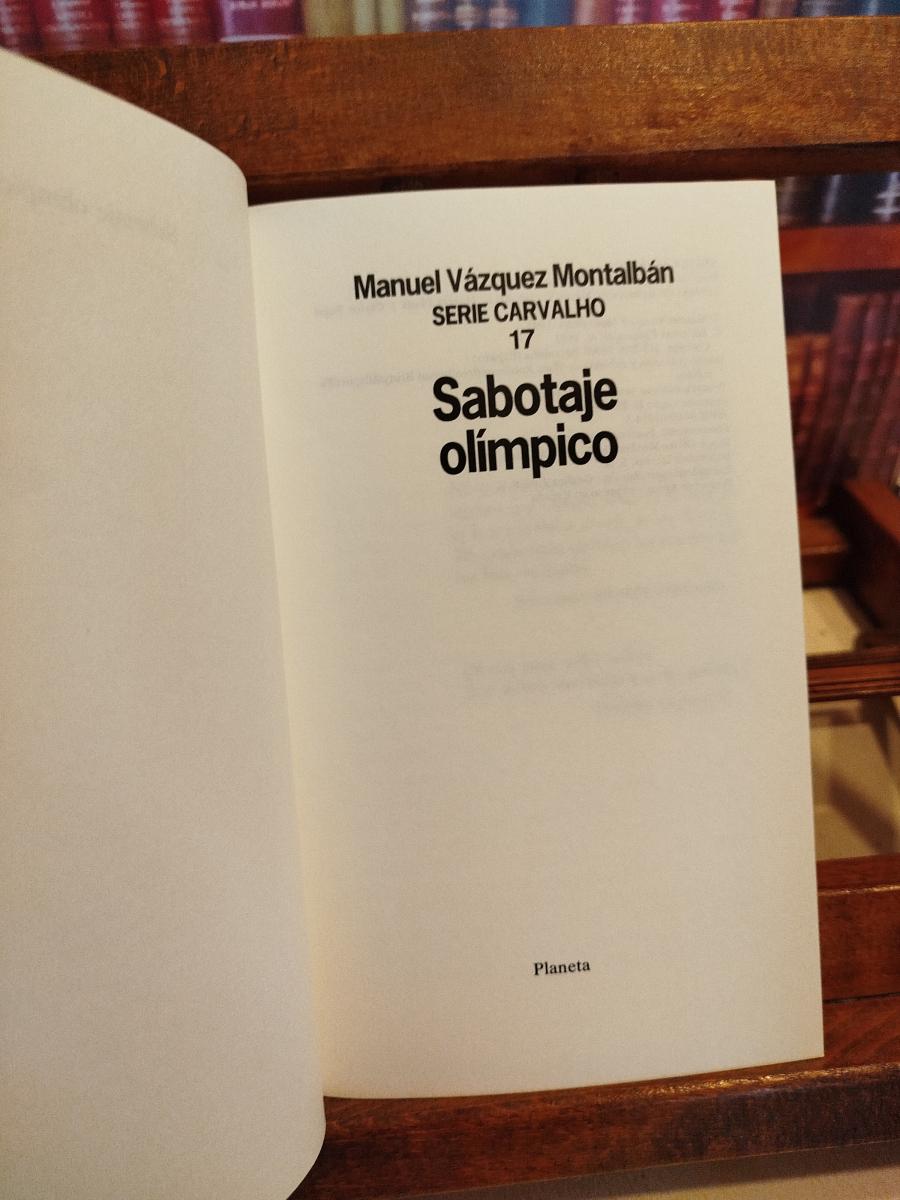 Manuel Vázquez Montalbán
SERIE CARVALHO
17
Sabotaje
olímpico
Planeta